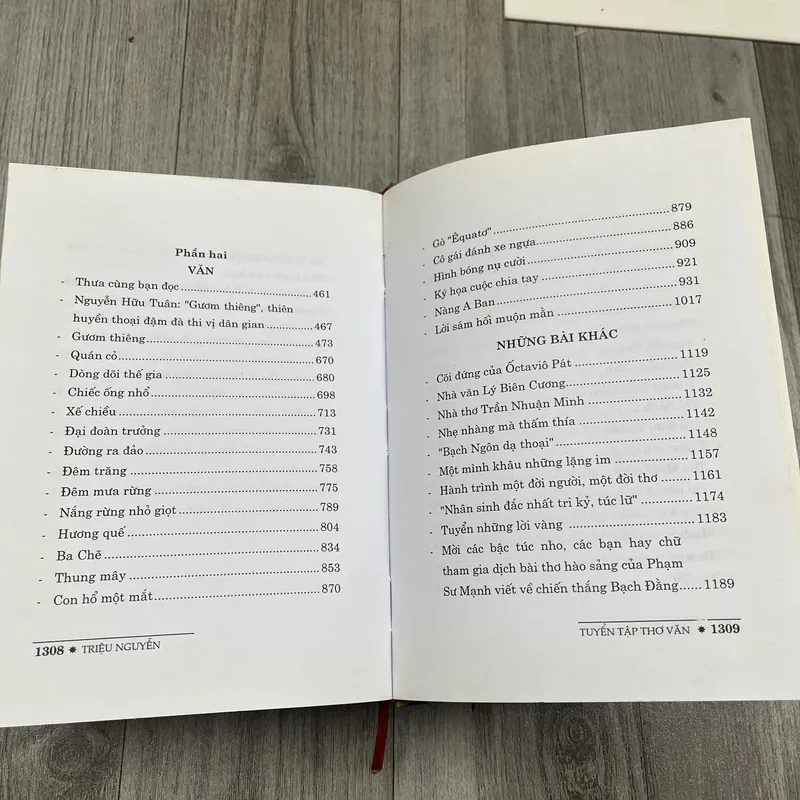 Phần hai
VĂN
- Thưa cùng bạn đọc ........................................ 461
- Nguyễn Hữu Tuân: "Gươm thiêng", thiên
huyển thoại đậm đà thi vị dân gian ................. 467
- Gươm thiêng ................................................ 473
- Quán cỏ ........................................................ 670
- Dòng dõi thế gia ........................................... 680
- Chiếc ống nhổ ............................................... 698
- Xế chiều ....................................................... 713
- Đại đoàn trưởng ........................................... 731
- Đường ra đảo ................................................ 743
- Đêm trăng .................................................... 758
- Đêm mưa rừng .............................................. 775
- Nắng rừng nhỏ giọt ....................................... 789
- Hương quế .................................................... 804
- Ba Chẽ ......................................................... 834
- Thung mây ................................................... 853
- Con hổ một mắt ............................................ 870
1308 ✷ TRIỆU NGUYỄN
- Gò "Êquatơ" ................................................. 879
- Cô gái đánh xe ngựa ..................................... 886
- Hình bóng nụ cười ........................................ 909
- Ký họa cuộc chia tay ..................................... 921
- Nàng A Ban .................................................. 931
- Lời sám hối muộn mằn .................................. 1017
NHỮNG BÀI KHÁC
- Cõi đứng của Ốctaviô Pát .............................. 1119
- Nhà văn Lý Biên Cương ................................ 1125
- Nhà thơ Trần Nhuận Minh ............................ 1132
- Nhẹ nhàng mà thấm thía ............................... 1142
- "Bạch Ngôn dạ thoại" .................................... 1148
- Một mình khâu những lặng im ...................... 1157
- Hành trình một đời người, một đời thơ ........... 1161
- "Nhân sinh đắc nhất tri kỷ, túc lữ" ................. 1174
- Tuyển những lời vàng ................................... 1183
- Mời các bậc túc nho, các bạn hay chữ
tham gia dịch bài thơ hào sảng của Phạm
Sư Mạnh viết về chiến thắng Bạch Đằng ...... 1189
TUYỂN TẬP THƠ VĂN ✷ 1309